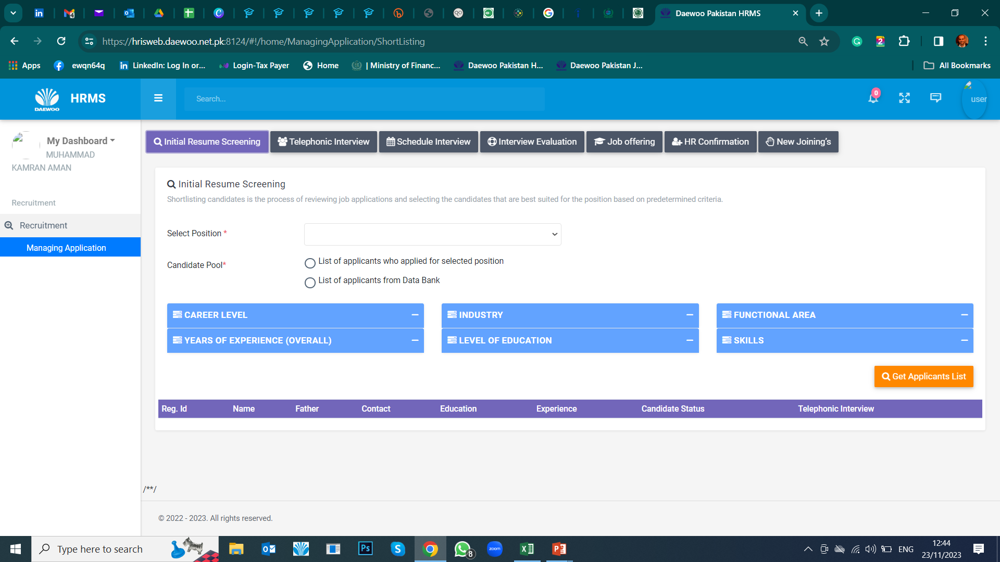 4
Daewoo Pakistan HRMS
https://hrisweb.daewoo.net.pk:8124/#!/home/ManagingApplication/ShortListing
2
Apps
ewqn64q
LinkedIn: Log In or...
Login-Tax Payer
Home
| Ministry of Financ...
Daewoo Pakistan H...
Daewoo Pakistan J...
All Bookmarks
DAEWOO
HRMS
Search...
0
user
My Dashboard
MUHAMMAD
KAMRAN AMAN
Recruitment
Recruitment
Managing Application
Initial Resume Screening
Telephonic Interview
Schedule Interview
Interview Evaluation
Job offering
HR Confirmation
New Joining's
Initial Resume Screening
Shortlisting candidates is the process of reviewing job applications and selecting the candidates that are best suited for the position based on predetermined criteria.
Select Position *
Candidate Pool*
List of applicants who applied for selected position
List of applicants from Data Bank
CAREER LEVEL
INDUSTRY
FUNCTIONAL AREA
YEARS OF EXPERIENCE (OVERALL)
LEVEL OF EDUCATION
SKILLS
Get Applicants List
Reg. Id Name Father Contact Education Experience Candidate Status Telephonic Interview
/**/
© 2022 - 2023. All rights reserved.
Type here to search
Ps
8
zoom
ENG
12:44
23/11/2023